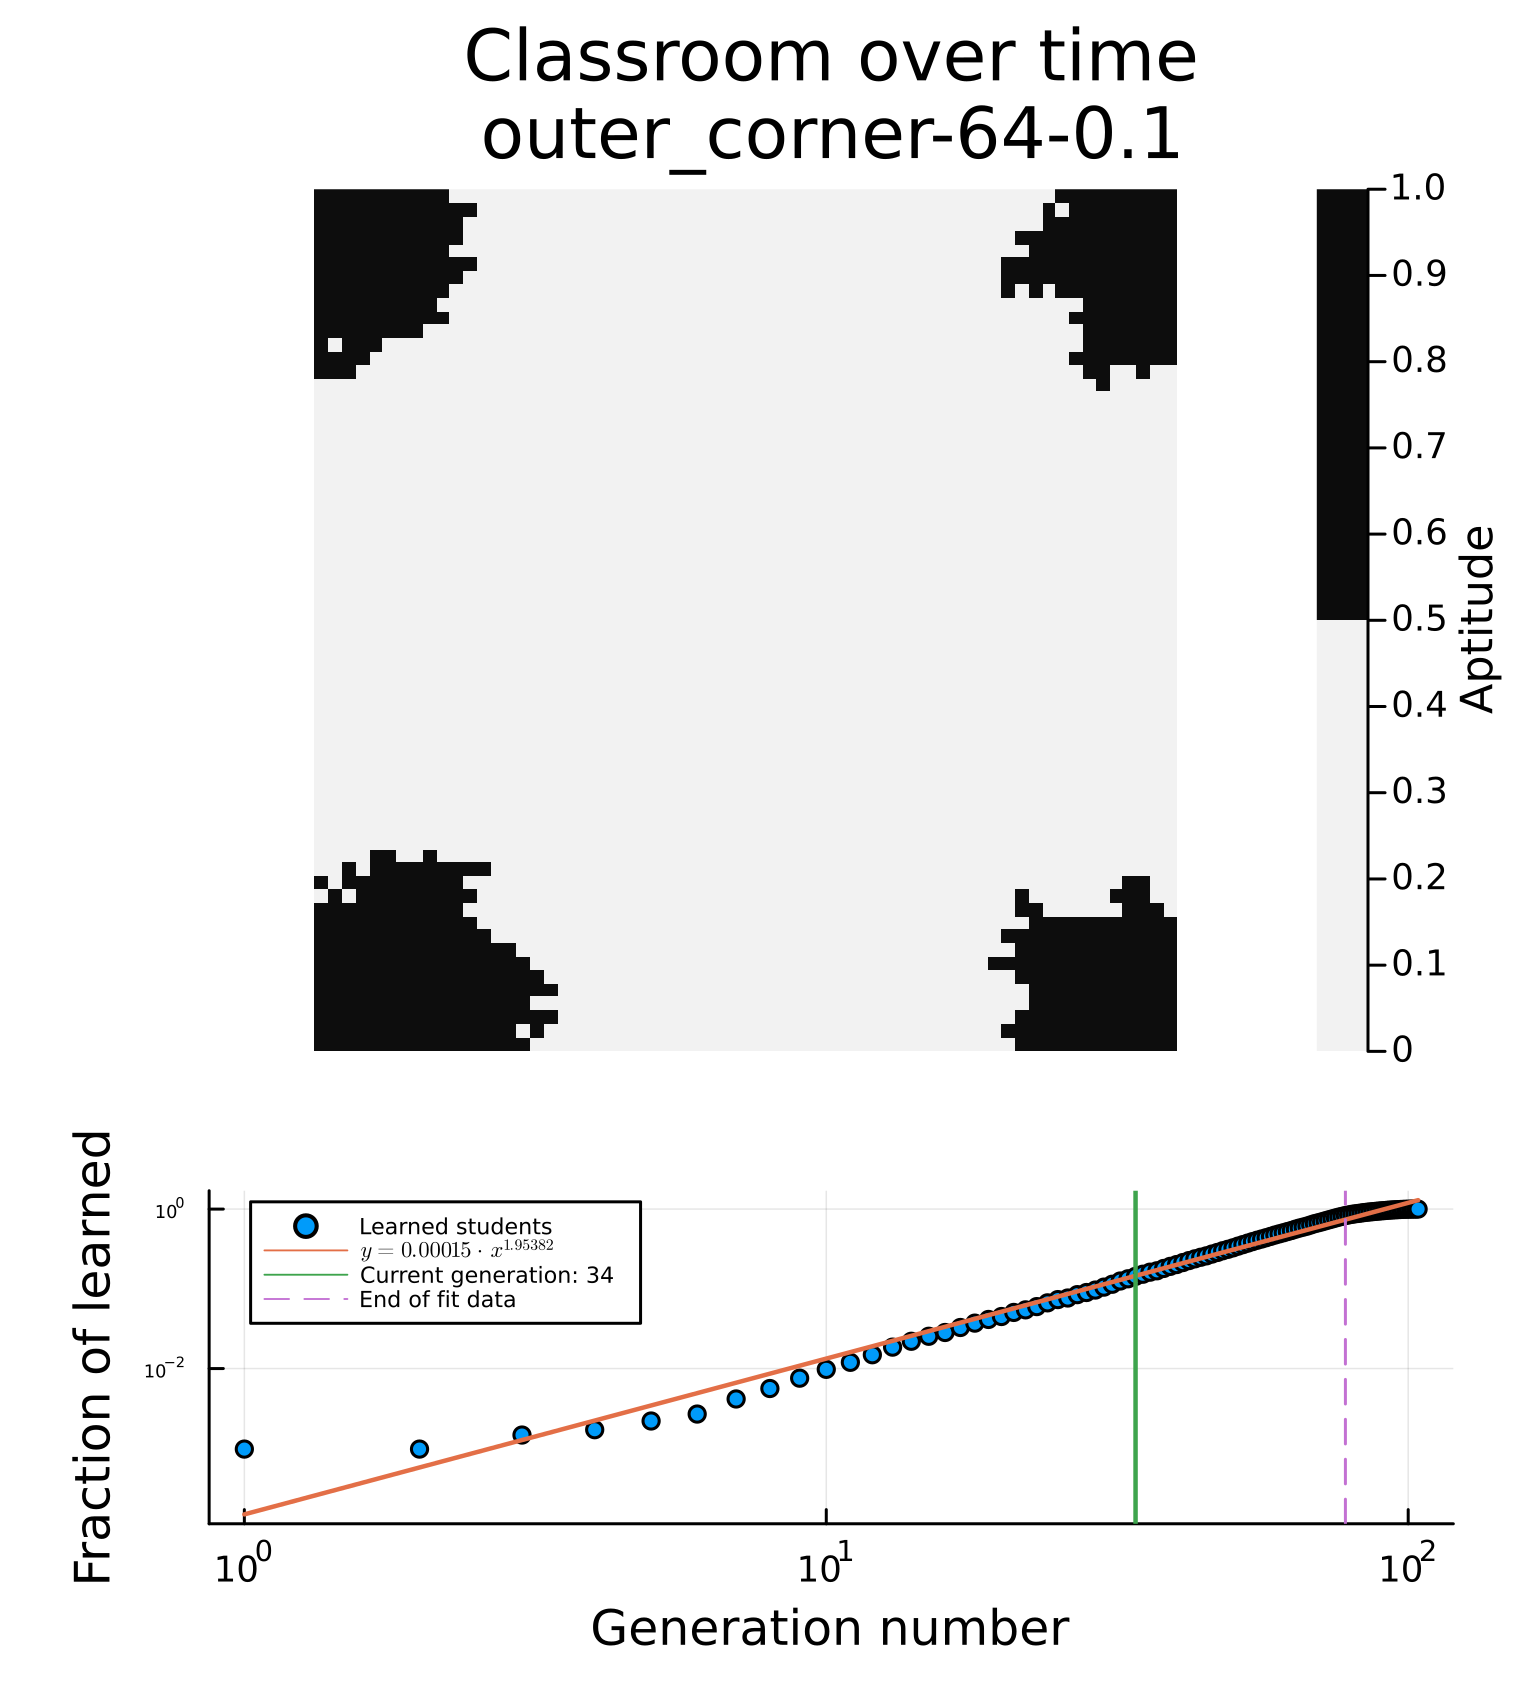 Classroom over time
outer_corner-64-0.1
1.0
0.9
0.8
0.7
0.6
0.5
0.4
0.3
0.2
0.1
0
Aptitude
Fraction of learned
10^0
10^-2
Learned students
y = 0.00015 · x^1.95382
Current generation: 34
End of fit data
10^0
10^1
10^2
Generation number